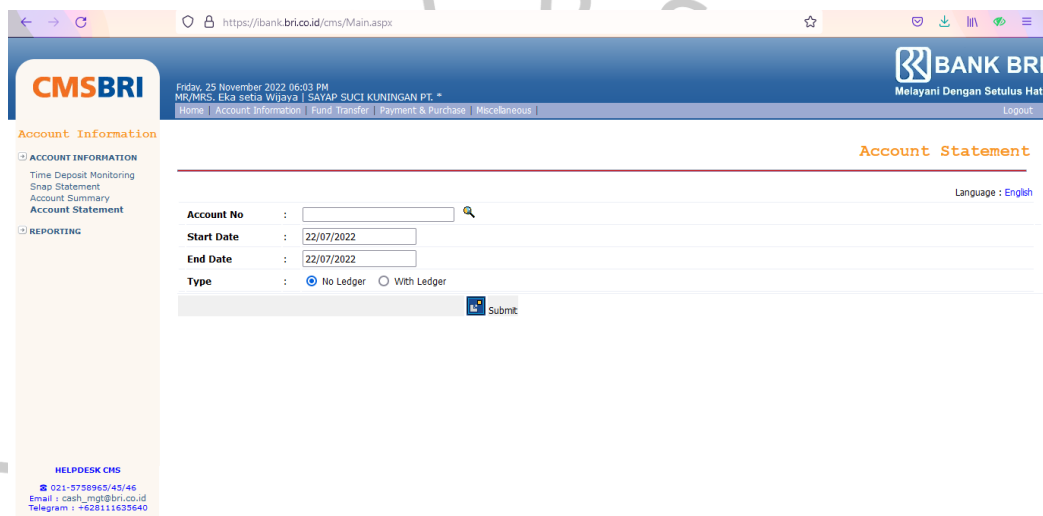 https://ibank.bri.co.id/cms/Main.aspx
CMSBRI
BANK BRI
Melayani Dengan Setulus Hat
Friday, 25 November 2022 06:03 PM
MR/MRS. Eka setia Wijaya | SAYAP SUCI KUNINGAN PT. *
Home | Account Information | Fund Transfer | Payment & Purchase | Miscellaneous |
Logout
Account Information
ACCOUNT INFORMATION
Time Deposit Monitoring
Snap Statement
Account Summary
Account Statement
REPORTING
Account Statement
Language : English
Account No :
Start Date : 22/07/2022
End Date : 22/07/2022
Type : No Ledger With Ledger
Submit
HELPDESK CMS
021-5758965/45/46
Email : cash_mgt@bri.co.id
Telegram : +628111635640